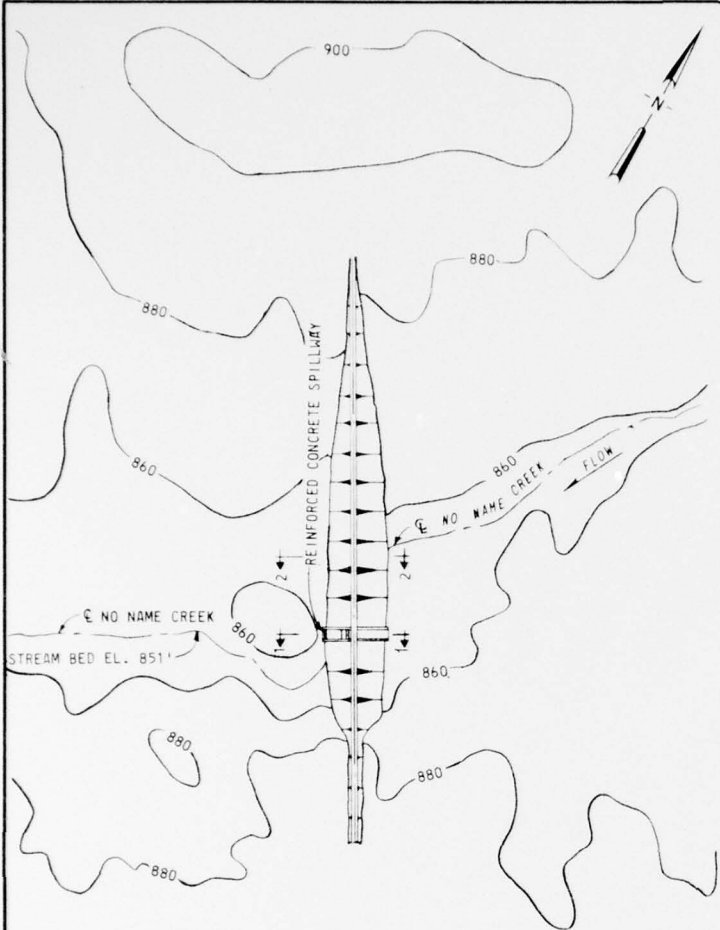 900
N
880
880
REINFORCED CONCRETE SPILLWAY
860
860
FLOW
℄ NO NAME CREEK
2 2
℄ NO NAME CREEK
860
STREAM BED EL. 851'
1 1
860
880
880
880